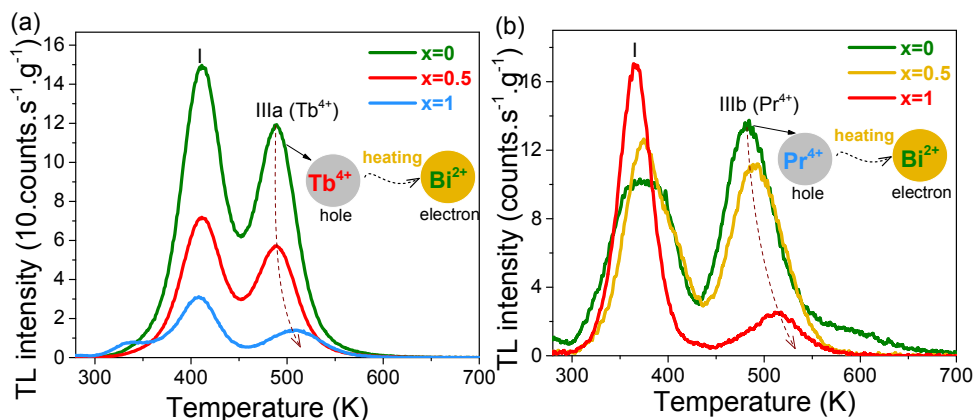 (a)
TL intensity (10.counts.s⁻¹.g⁻¹)
15
14
12
10
8
6
4
2
0
300 400 500 600 700
Temperature (K)
I
x=0
x=0.5
x=1
IIIa (Tb⁴⁺)
heating
Tb⁴⁺
Bi²⁺
hole
electron
(b)
TL intensity (counts.s⁻¹.g⁻¹)
16
12
8
4
0
300 400 500 600 700
Temperature (K)
I
x=0
x=0.5
x=1
IIIb (Pr⁴⁺)
heating
Pr⁴⁺
Bi²⁺
hole
electron